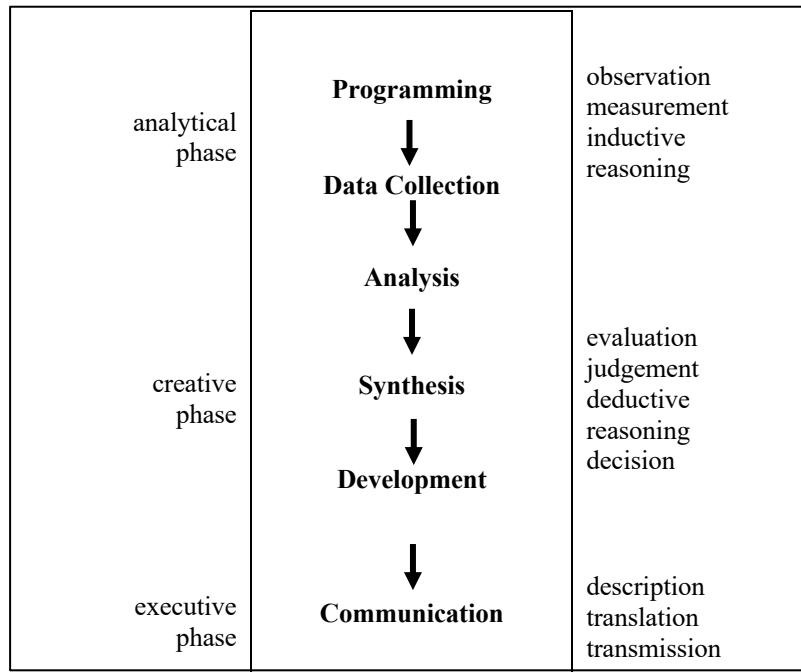 Programming
analytical
phase
observation
measurement
inductive
reasoning
Data Collection
Analysis
creative
phase
Synthesis
evaluation
judgement
deductive
reasoning
decision
Development
executive
phase
Communication
description
translation
transmission